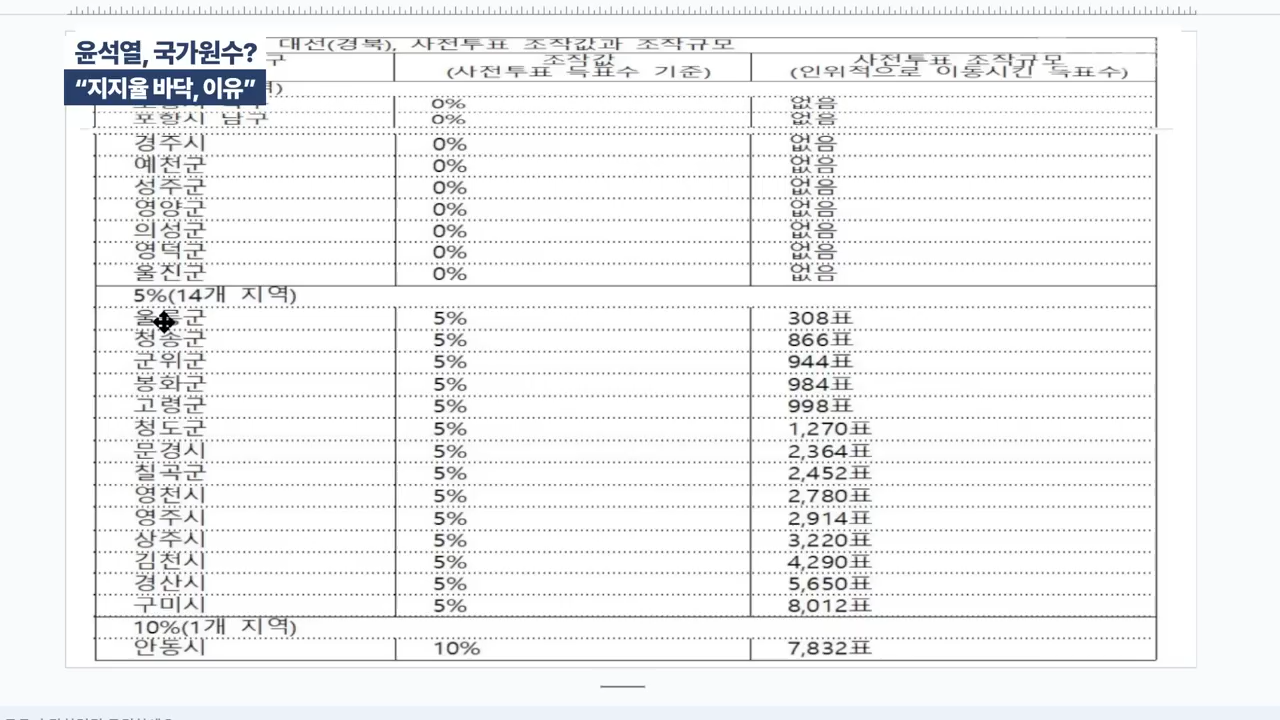 윤석열, 국가원수?
“지지율 바닥, 이유”
대선(경북), 사전투표 조작값과 조작규모
구 조작값 사전투표 조작규모
(사전투표 득표수 기준) (인위적으로 이동시킨 득표수)
0% 없음
포항시 남구 0% 없음
경주시 0% 없음
예천군 0% 없음
성주군 0% 없음
영양군 0% 없음
의성군 0% 없음
영덕군 0% 없음
울진군 0% 없음
5%(14개 지역)
울릉군 5% 308표
청송군 5% 866표
군위군 5% 944표
봉화군 5% 984표
고령군 5% 998표
청도군 5% 1,270표
문경시 5% 2,364표
칠곡군 5% 2,452표
영천시 5% 2,780표
영주시 5% 2,914표
상주시 5% 3,220표
김천시 5% 4,290표
경산시 5% 5,650표
구미시 5% 8,012표
10%(1개 지역)
안동시 10% 7,832표